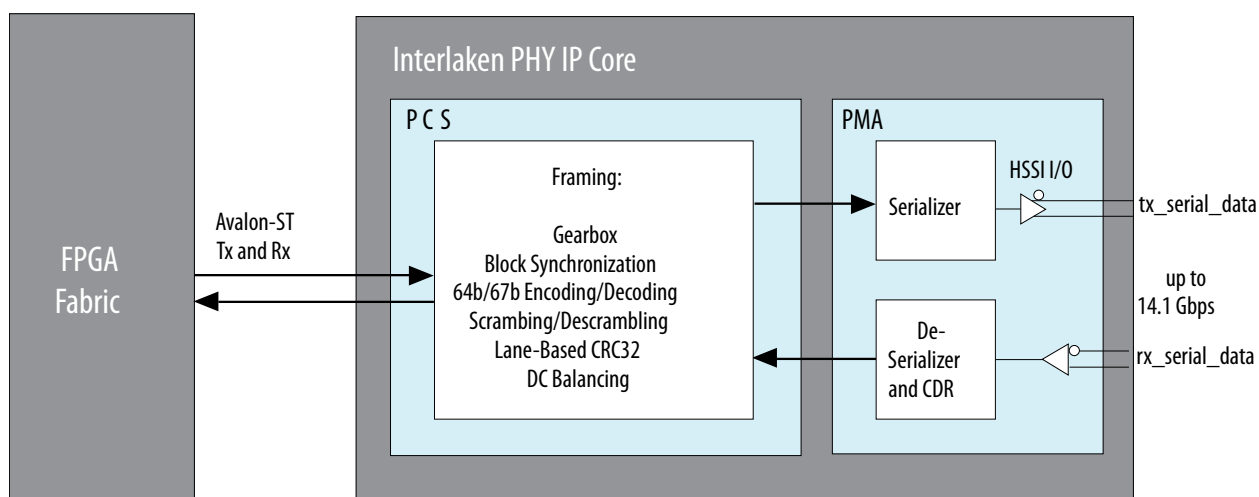 Interlaken PHY IP Core
P C S
PMA
Framing:
Gearbox
Block Synchronization
64b/67b Encoding/Decoding
Scrambing/Descrambling
Lane-Based CRC32
DC Balancing
FPGA
Fabric
Avalon-ST
Tx and Rx
Serializer
HSSI I/O
tx_serial_data
up to
14.1 Gbps
De-
Serializer
and CDR
rx_serial_data